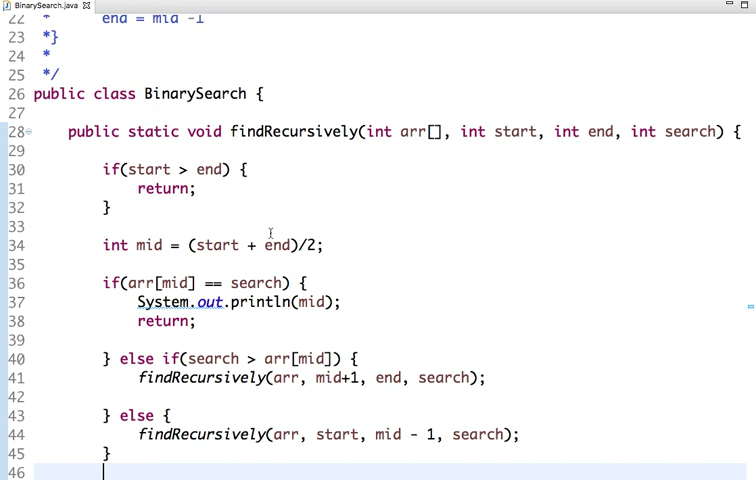 BinarySearch.java
22 * end = mid -1
23 *}
24 *
25 */
26 public class BinarySearch {
27
28 public static void findRecursively(int arr[], int start, int end, int search) {
29
30 if(start > end) {
31 return;
32 }
33
34 int mid = (start + end)/2;
35
36 if(arr[mid] == search) {
37 System.out.println(mid);
38 return;
39
40 } else if(search > arr[mid]) {
41 findRecursively(arr, mid+1, end, search);
42
43 } else {
44 findRecursively(arr, start, mid - 1, search);
45 }
46